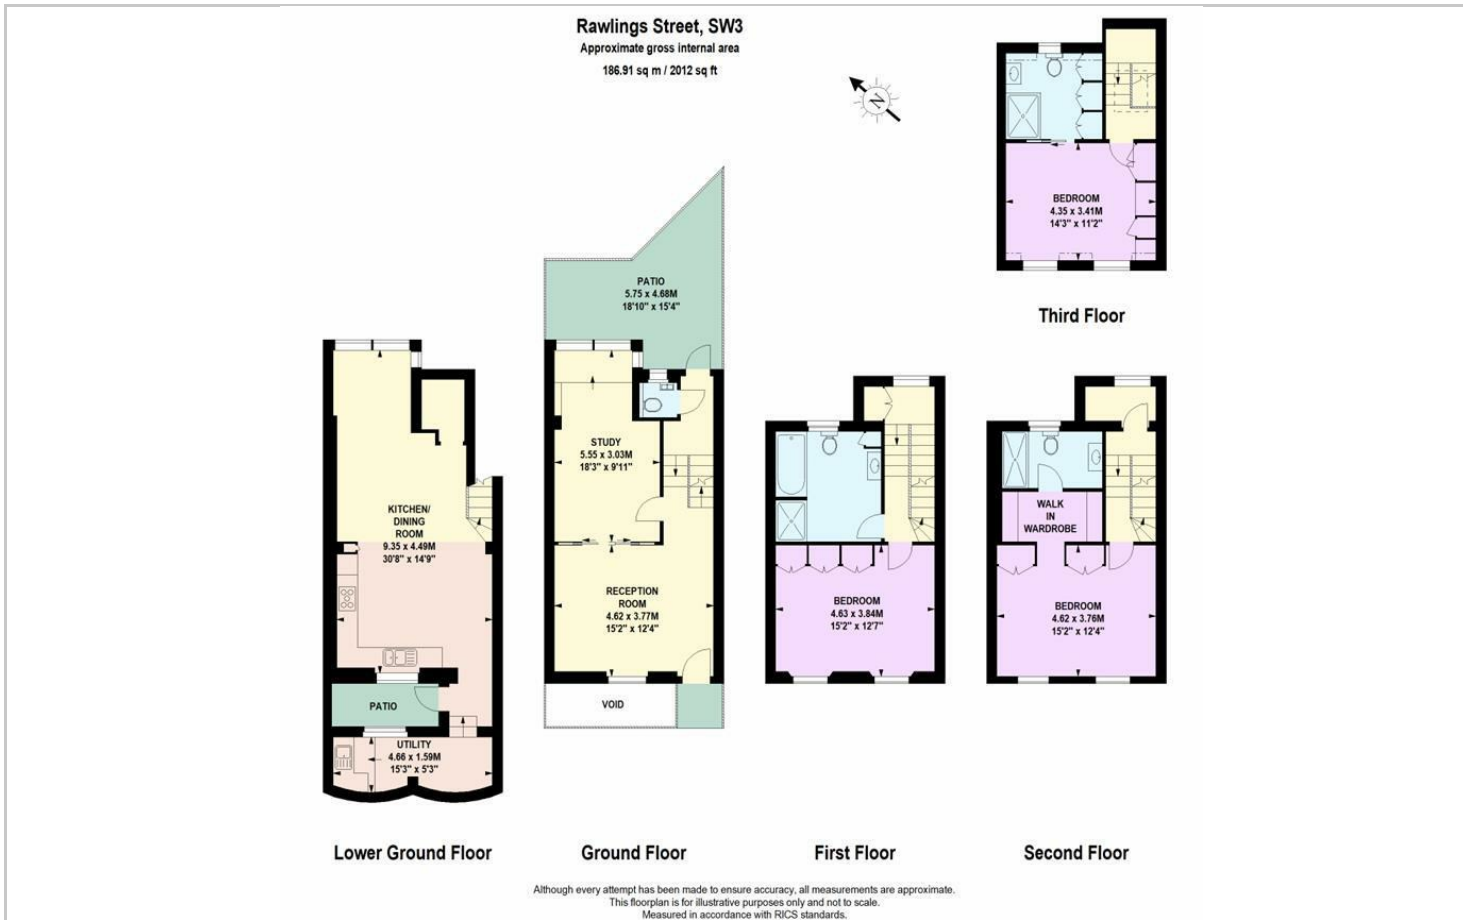 Rawlings Street, SW3
Approximate gross internal area
186.91 sq m / 2012 sq ft
N
BEDROOM
4.35 x 3.41M
14'3" x 11'2"
Third Floor
PATIO
5.75 x 4.68M
18'10" x 15'4"
KITCHEN/
DINING
ROOM
9.35 x 4.49M
30'8" x 14'9"
PATIO
UTILITY
4.66 x 1.59M
15'3" x 5'3"
STUDY
5.55 x 3.03M
18'3" x 9'11"
RECEPTION
ROOM
4.62 x 3.77M
15'2" x 12'4"
VOID
BEDROOM
4.63 x 3.84M
15'2" x 12'7"
WALK
IN
WARDROBE
BEDROOM
4.62 x 3.76M
15'2" x 12'4"
Lower Ground Floor
Ground Floor
First Floor
Second Floor
Although every attempt has been made to ensure accuracy, all measurements are approximate.
This floorplan is for illustrative purposes only and not to scale.
Measured in accordance with RICS standards.